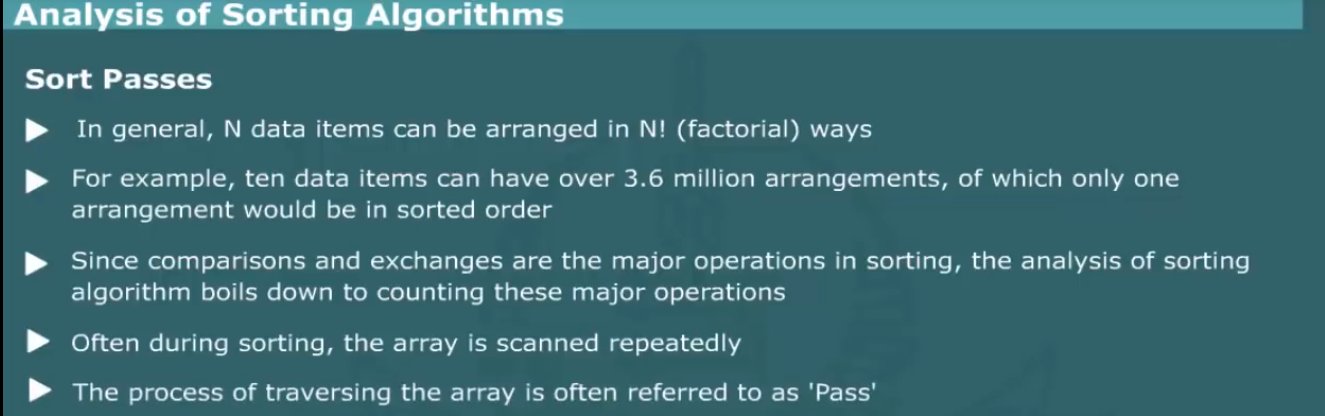 Analysis of Sorting Algorithms
Sort Passes
In general, N data items can be arranged in N! (factorial) ways
For example, ten data items can have over 3.6 million arrangements, of which only one
arrangement would be in sorted order
Since comparisons and exchanges are the major operations in sorting, the analysis of sorting
algorithm boils down to counting these major operations
Often during sorting, the array is scanned repeatedly
The process of traversing the array is often referred to as 'Pass'